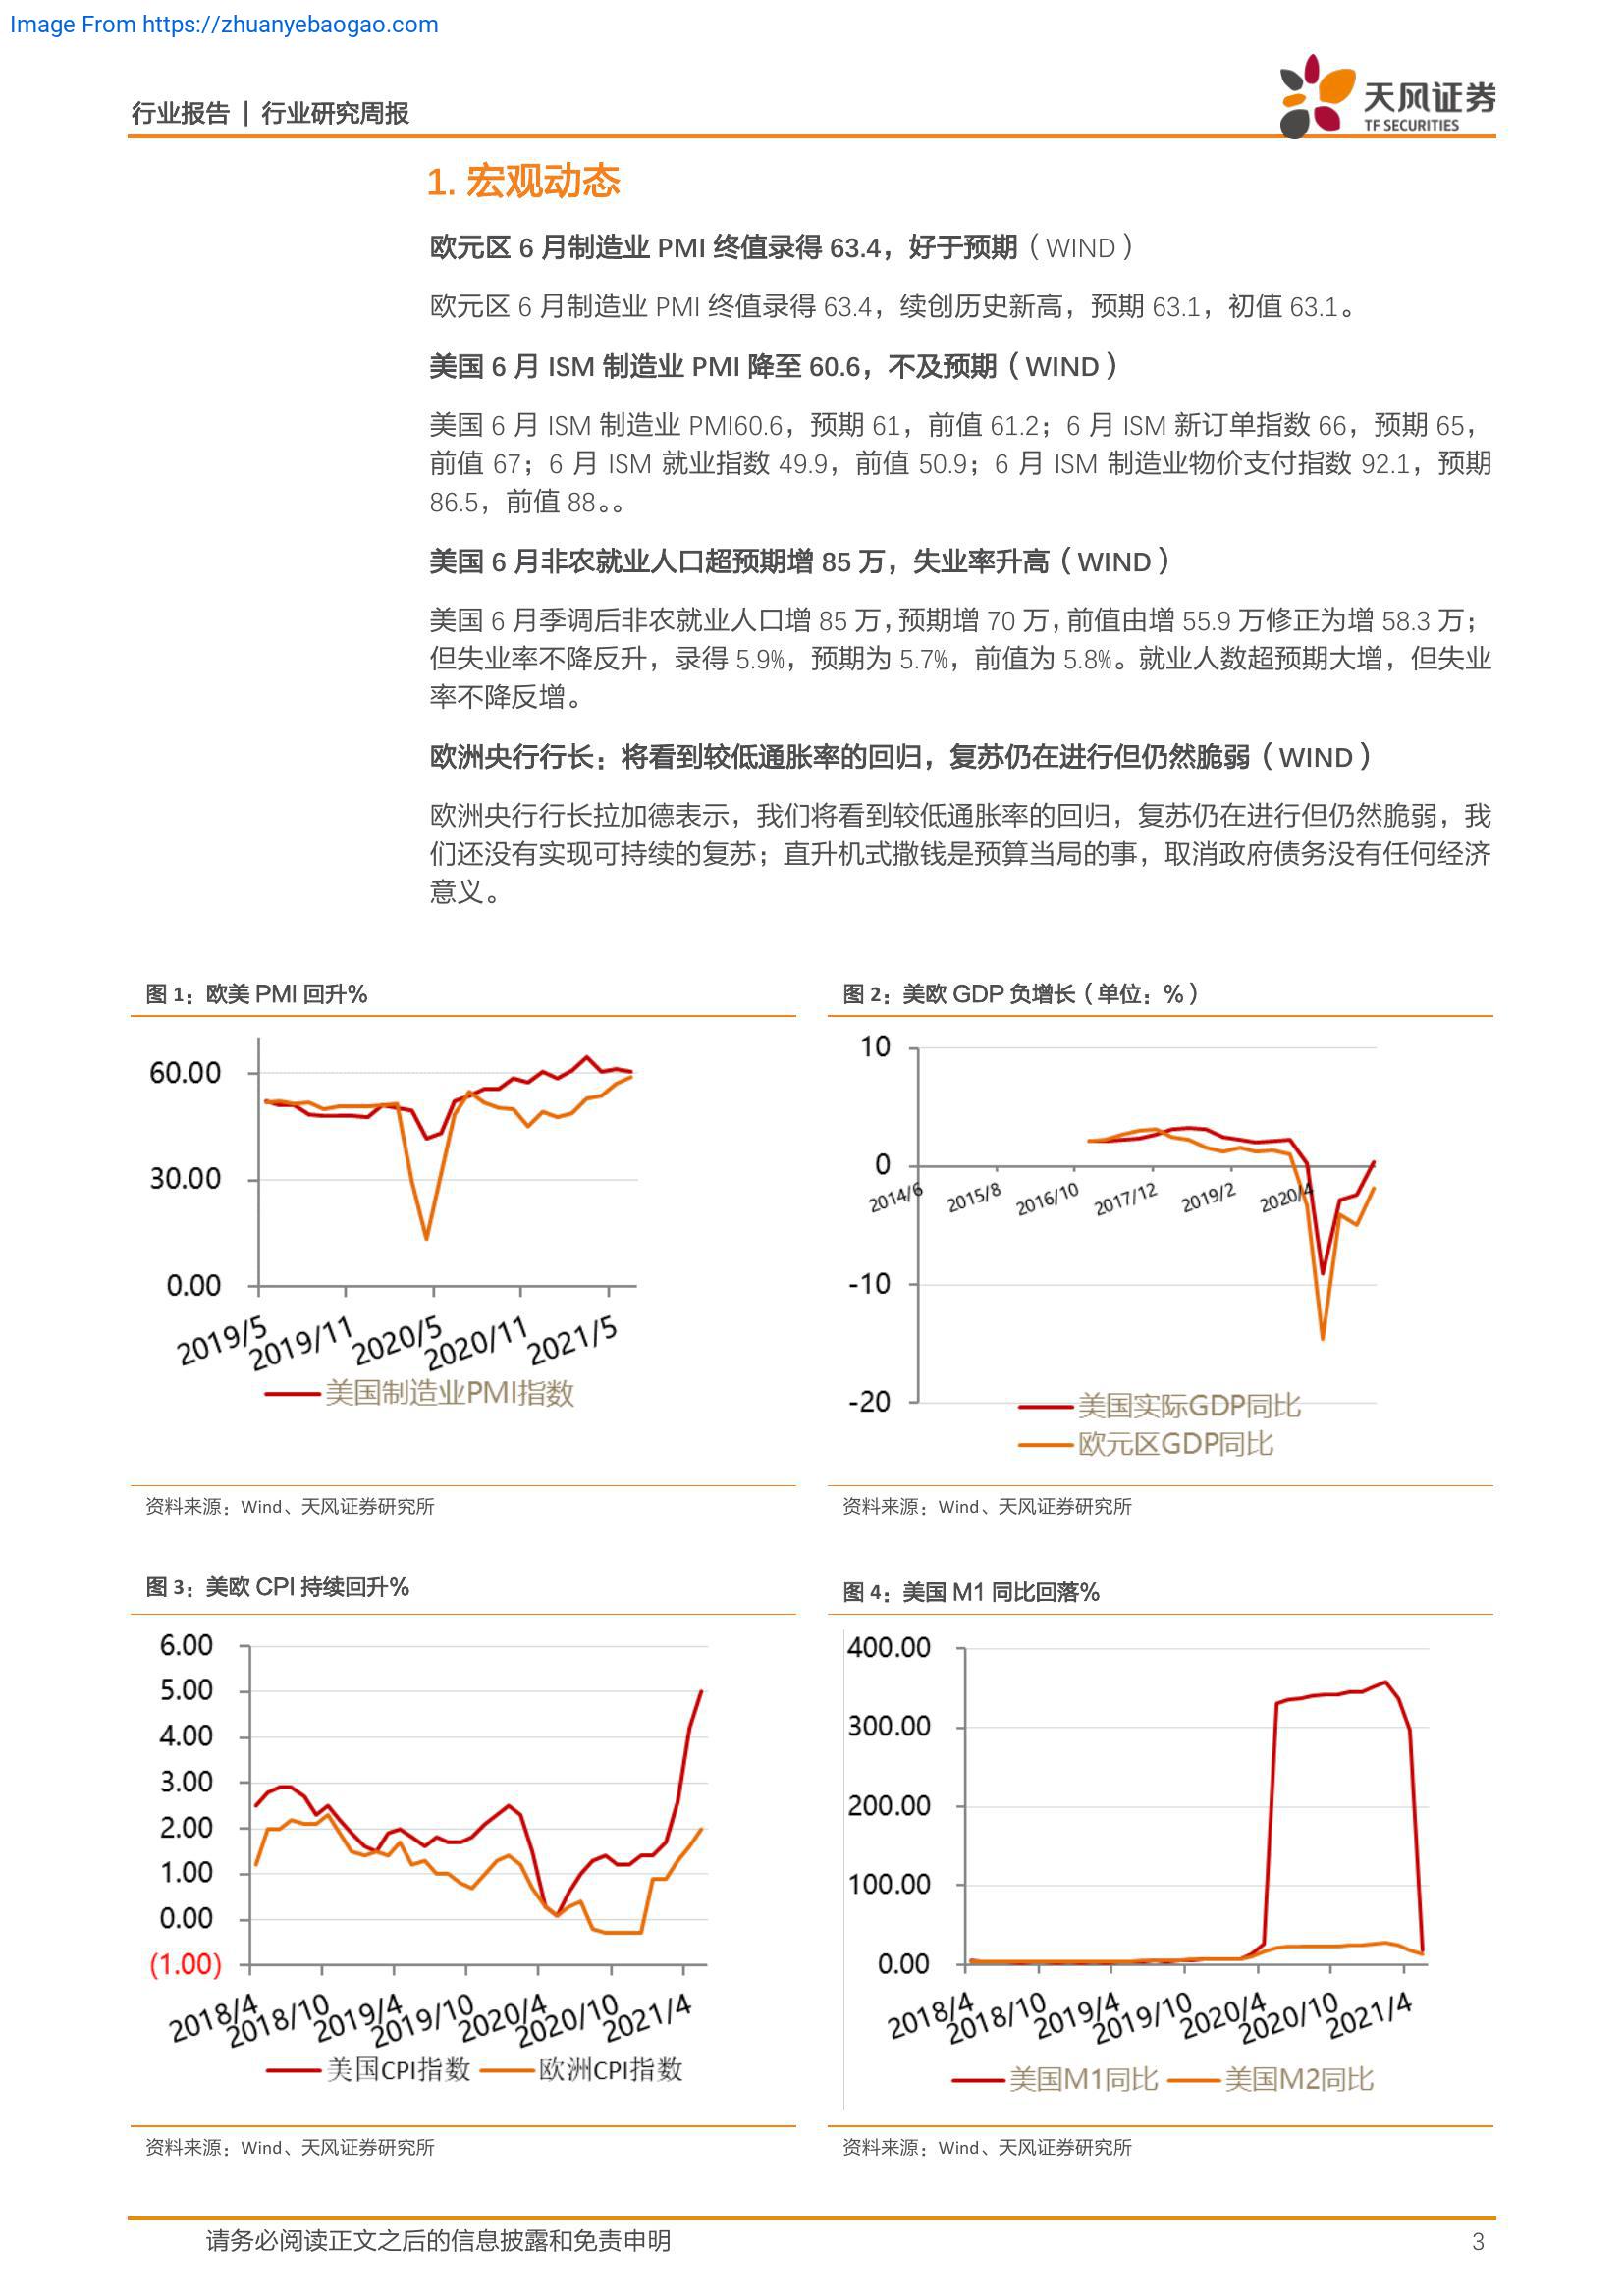 Image From https://zhuanyebaogao.com
行业报告 | 行业研究周报
天风证券
TF SECURITIES
1. 宏观动态
欧元区 6 月制造业 PMI 终值录得 63.4，好于预期（WIND）
欧元区 6 月制造业 PMI 终值录得 63.4，续创历史新高，预期 63.1，初值 63.1。
美国 6 月 ISM 制造业 PMI 降至 60.6，不及预期（WIND）
美国 6 月 ISM 制造业 PMI60.6，预期 61，前值 61.2；6 月 ISM 新订单指数 66，预期 65，
前值 67；6 月 ISM 就业指数 49.9，前值 50.9；6 月 ISM 制造业物价支付指数 92.1，预期
86.5，前值 88。。
美国 6 月非农就业人口超预期增 85 万，失业率升高（WIND）
美国 6 月季调后非农就业人口增 85 万，预期增 70 万，前值由增 55.9 万修正为增 58.3 万；
但失业率不降反升，录得 5.9%，预期为 5.7%，前值为 5.8%。就业人数超预期大增，但失业
率不降反增。
欧洲央行行长：将看到较低通胀率的回归，复苏仍在进行但仍然脆弱（WIND）
欧洲央行行长拉加德表示，我们将看到较低通胀率的回归，复苏仍在进行但仍然脆弱，我
们还没有实现可持续的复苏；直升机式撒钱是预算当局的事，取消政府债务没有任何经济
意义。
图 1：欧美 PMI 回升%
60.00
30.00
0.00
2019/5
2019/11
2020/5
2020/11
2021/5
美国制造业PMI指数
资料来源：Wind、天风证券研究所
图 2：美欧 GDP 负增长（单位：%）
10
0
-10
-20
2014/6
2015/8
2016/10
2017/12
2019/2
2020/4
美国实际GDP同比
欧元区GDP同比
资料来源：Wind、天风证券研究所
图 3：美欧 CPI 持续回升%
6.00
5.00
4.00
3.00
2.00
1.00
0.00
(1.00)
2018/4
2018/10
2019/4
2019/10
2020/4
2020/10
2021/4
美国CPI指数
欧洲CPI指数
资料来源：Wind、天风证券研究所
图 4：美国 M1 同比回落%
400.00
300.00
200.00
100.00
0.00
2018/4
2018/10
2019/4
2019/10
2020/4
2020/10
2021/4
美国M1同比
美国M2同比
资料来源：Wind、天风证券研究所
请务必阅读正文之后的信息披露和免责申明
3